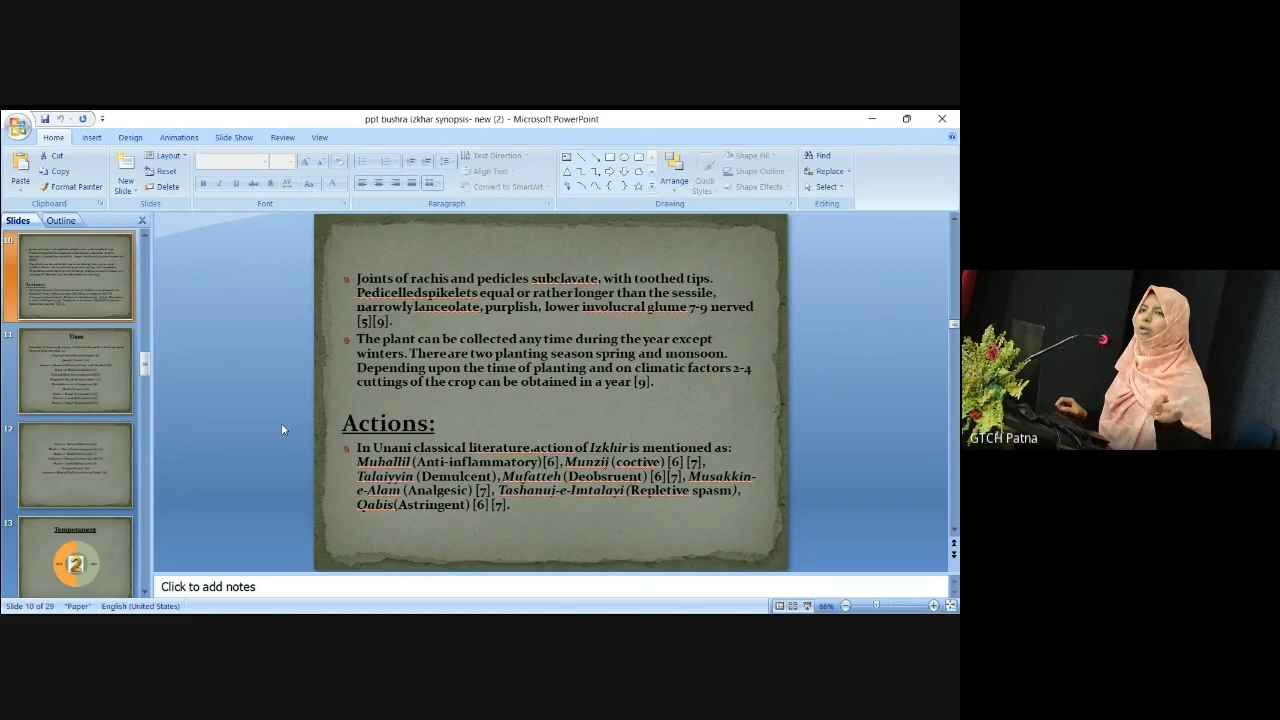 ppt bushra izkhar synopsis- new (2) - Microsoft PowerPoint
Home Insert Design Animations Slide Show Review View
Paste Cut Copy Format Painter
New Slide Layout Reset Delete
Text Direction Align Text Convert to SmartArt
Arrange Quick Styles Shape Fill Shape Outline Shape Effects
Find Replace Select
Clipboard Slides Font Paragraph Drawing Editing
Slides Outline
10
Actions:
11
Uses
12
13
Temperament
2
Joints of rachis and pedicles subclavate, with toothed tips.
Pedicelledspikelets equal or rather longer than the sessile,
narrowly lanceolate, purplish, lower involucral glume 7-9 nerved
[5][9].
The plant can be collected any time during the year except
winters. There are two planting season spring and monsoon.
Depending upon the time of planting and on climatic factors 2-4
cuttings of the crop can be obtained in a year [9].
Actions:
In Unani classical literature,action of Izkhir is mentioned as:
Muhallil (Anti-inflammatory)[6], Munzij (coctive) [6] [7],
Talaiyyin (Demulcent), Mufatteh (Deobsruent) [6][7], Musakkin-
e-Alam (Analgesic) [7], Tashanuj-e-Imtalayi (Repletive spasm),
Qabis(Astringent) [6] [7].
Click to add notes
Slide 10 of 29 "Paper" English (United States) 66%
GTCH Patna